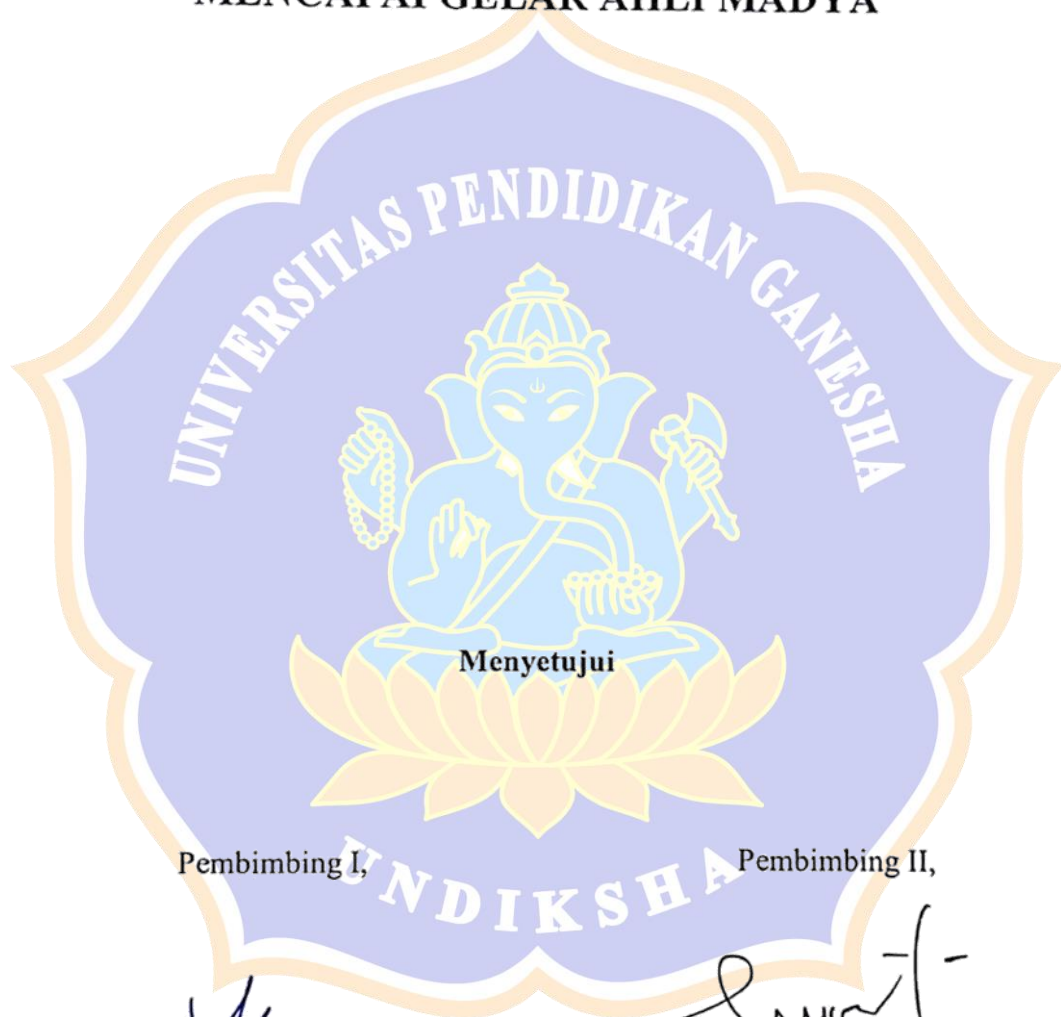 MENCAPAI GELAR AHLI MADYA
UNIVERSITAS PENDIDIKAN GANESHA
Menyetujui
Pembimbing I,
Pembimbing II,
UNDIKSHA